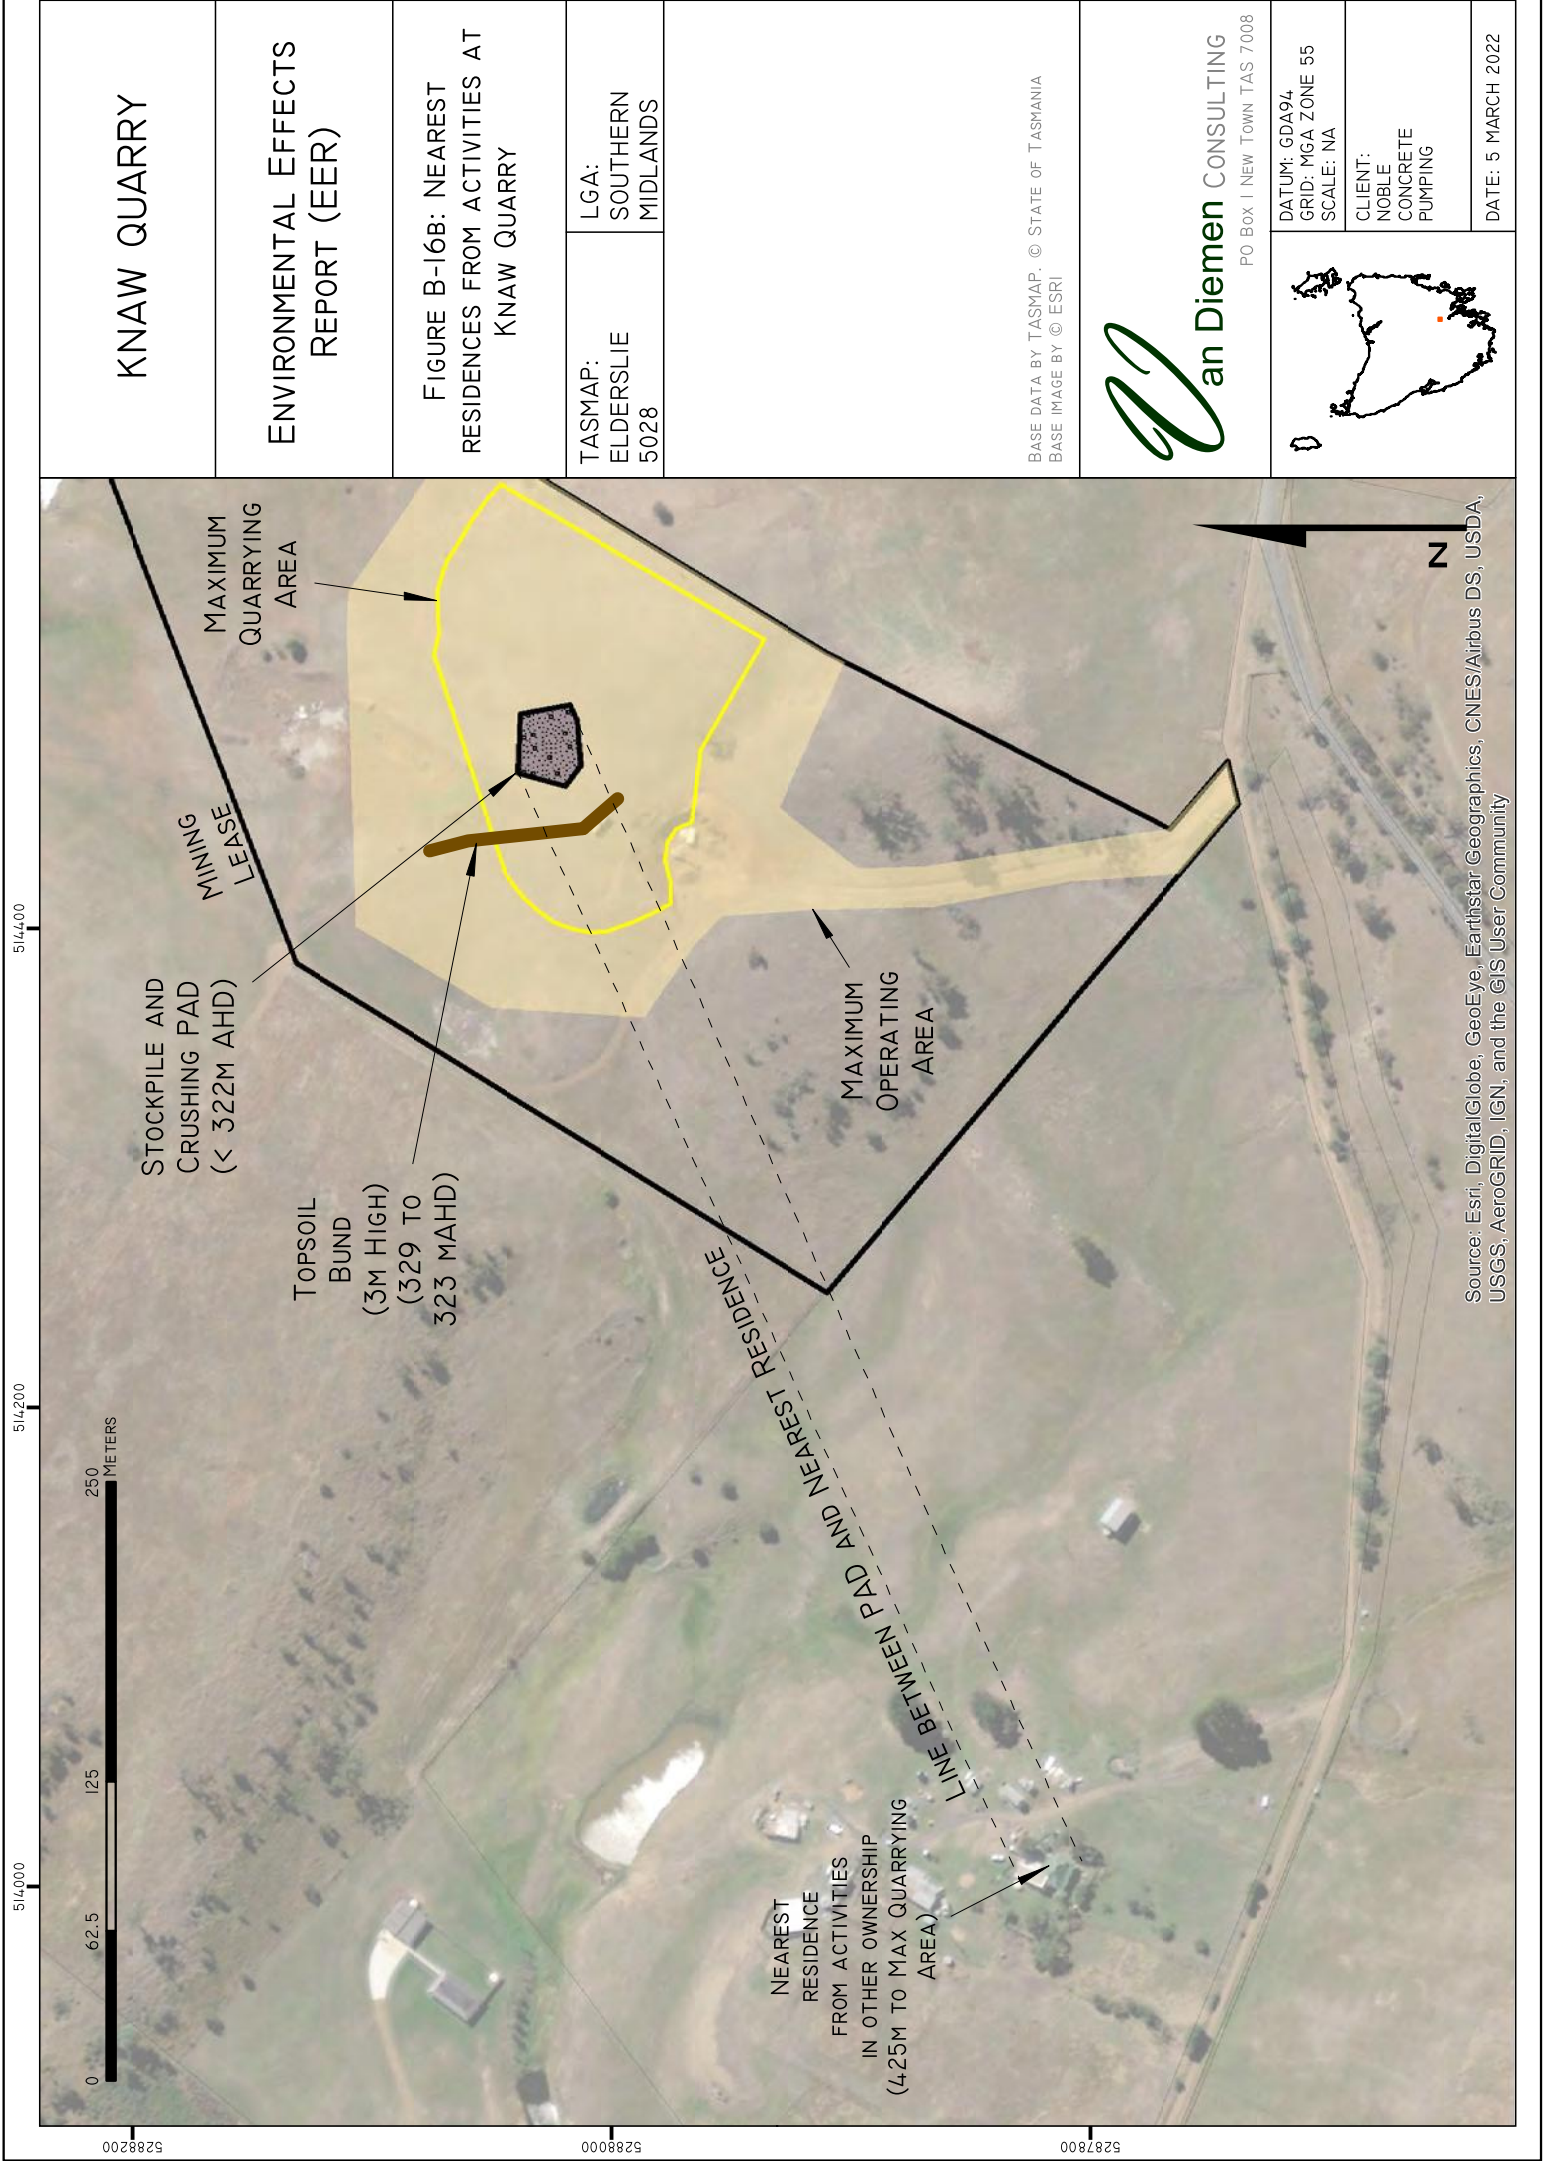 514000
514200
514400
5288200
5288000
5287800
0
62.5
125
250
METERS
STOCKPILE AND
CRUSHING PAD
(< 322M AHD)
TOPSOIL
BUND
(3M HIGH)
(329 TO
323 MAHD)
MINING
LEASE
MAXIMUM
QUARRYING
AREA
MAXIMUM
OPERATING
AREA
LINE BETWEEN PAD AND NEAREST RESIDENCE
NEAREST
RESIDENCE
FROM ACTIVITIES
IN OTHER OWNERSHIP
(425M TO MAX QUARRYING
AREA)
N
Source: Esri, DigitalGlobe, GeoEye, Earthstar Geographics, CNES/Airbus DS, USDA,
USGS, AeroGRID, IGN, and the GIS User Community
KNAW QUARRY
ENVIRONMENTAL EFFECTS
REPORT (EER)
FIGURE B-16B: NEAREST
RESIDENCES FROM ACTIVITIES AT
KNAW QUARRY
TASMAP:
ELDERSLIE
5028
LGA:
SOUTHERN
MIDLANDS
BASE DATA BY TASMAP. © STATE OF TASMANIA
BASE IMAGE BY © ESRI
Van Diemen CONSULTING
PO BOX 1 NEW TOWN TAS 7008
DATUM: GDA94
GRID: MGA ZONE 55
SCALE: NA
CLIENT:
NOBLE
CONCRETE
PUMPING
DATE: 5 MARCH 2022